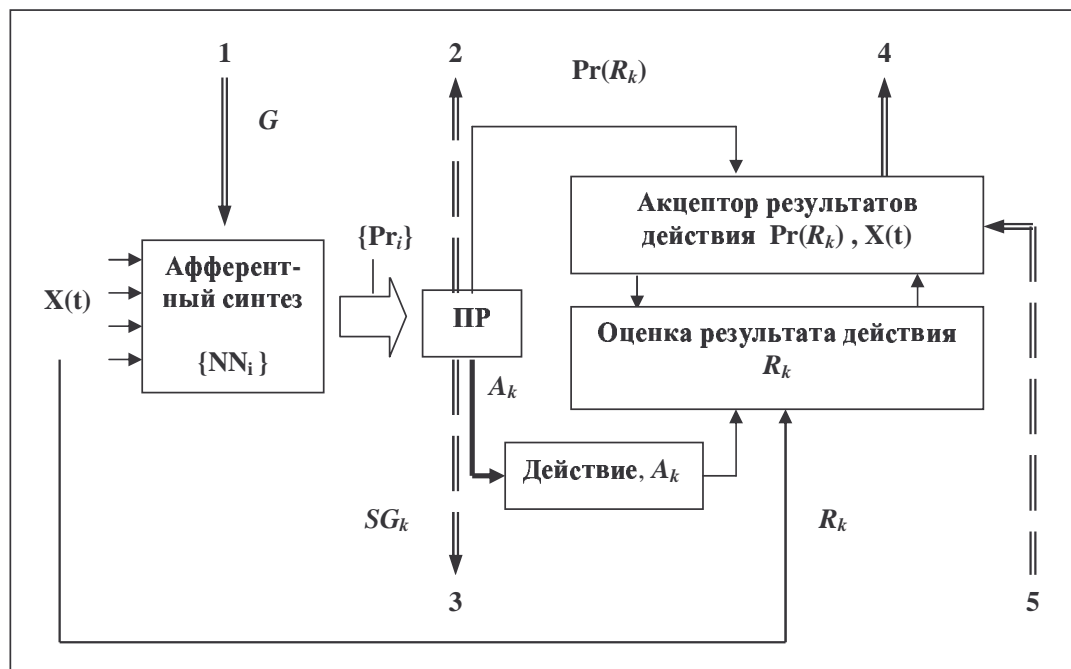 1
2
Pr(Rk)
4
G
Акцептор результатов
действия Pr(Rk) , X(t)
{Pri}
Афферент-
ный синтез
{NNi }
X(t)
ПР
Оценка результата действия
Rk
Ak
Действие, Ak
SGk
Rk
3
5